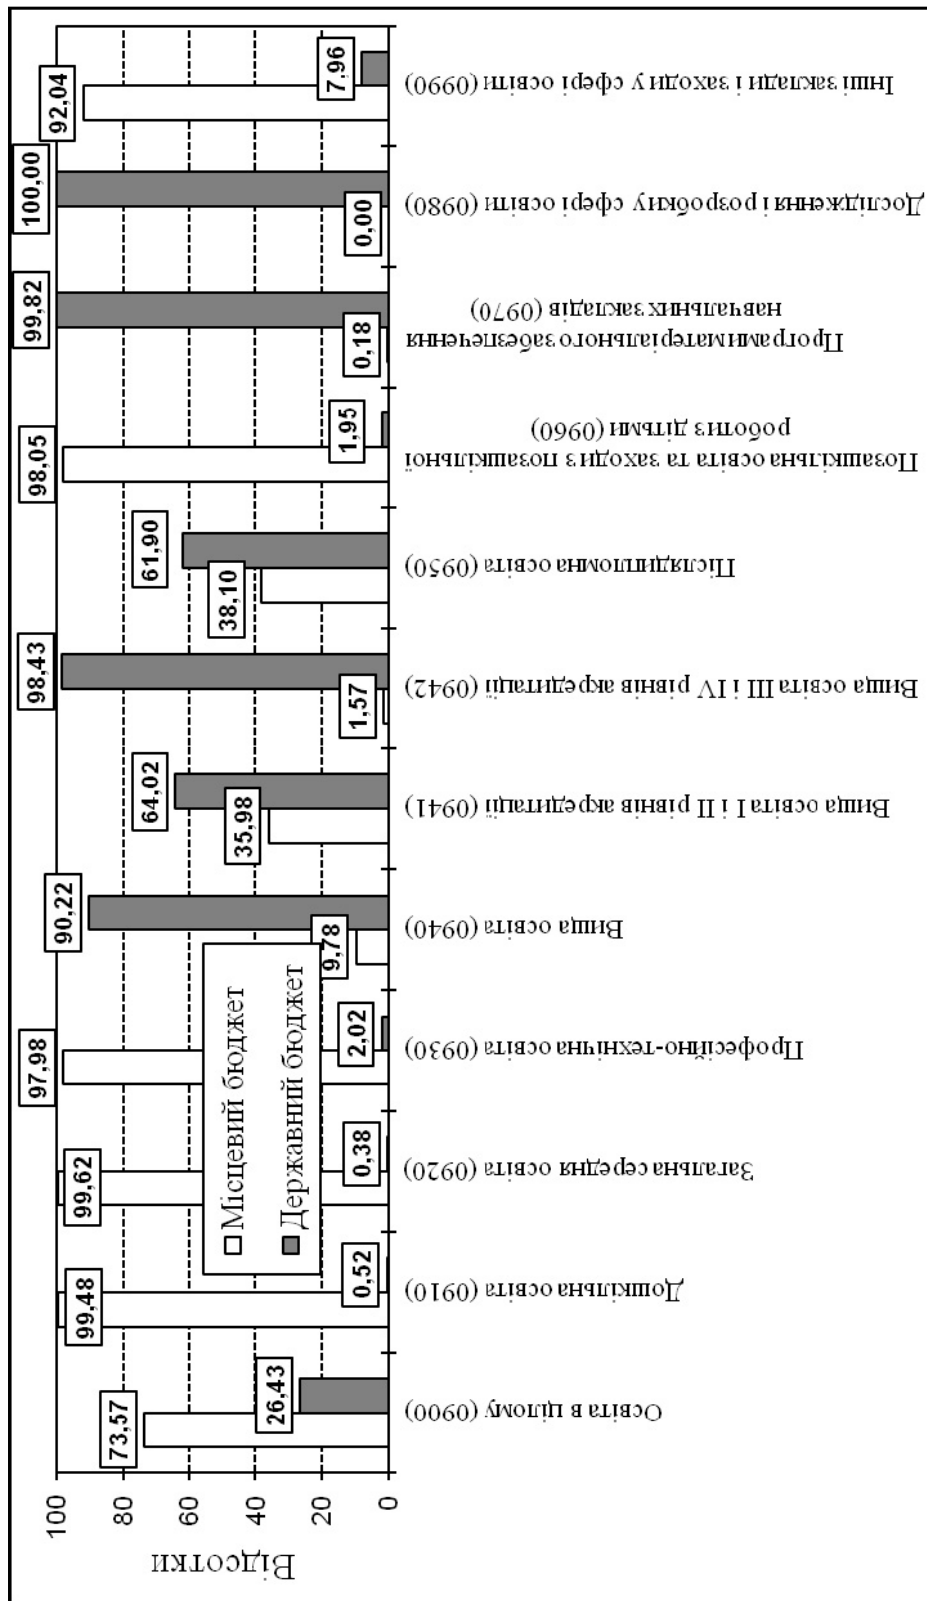 Відсотки
100
80
60
40
20
0
Місцевий бюджет
Державний бюджет
73,57
26,43
99,48
0,52
99,62
0,38
97,98
2,02
9,78
90,22
35,98
64,02
1,57
98,43
38,10
61,90
98,05
1,95
0,18
99,82
0,00
100,00
92,04
7,96
Освіта в цілому (0900)
Дошкільна освіта (0910)
Загальна середня освіта (0920)
Професійно-технічна освіта (0930)
Вища освіта (0940)
Вища освіта I і II рівнів акредитації (0941)
Вища освіта III і IV рівнів акредитації (0942)
Післядипломна освіта (0950)
Позашкільна освіта та заходи з позашкільної
роботи з дітьми (0960)
Програми матеріального забезпечення
навчальних закладів (0970)
Дослідження і розробки у сфері освіти (0980)
Інші заклади і заходи у сфері освіти (0990)